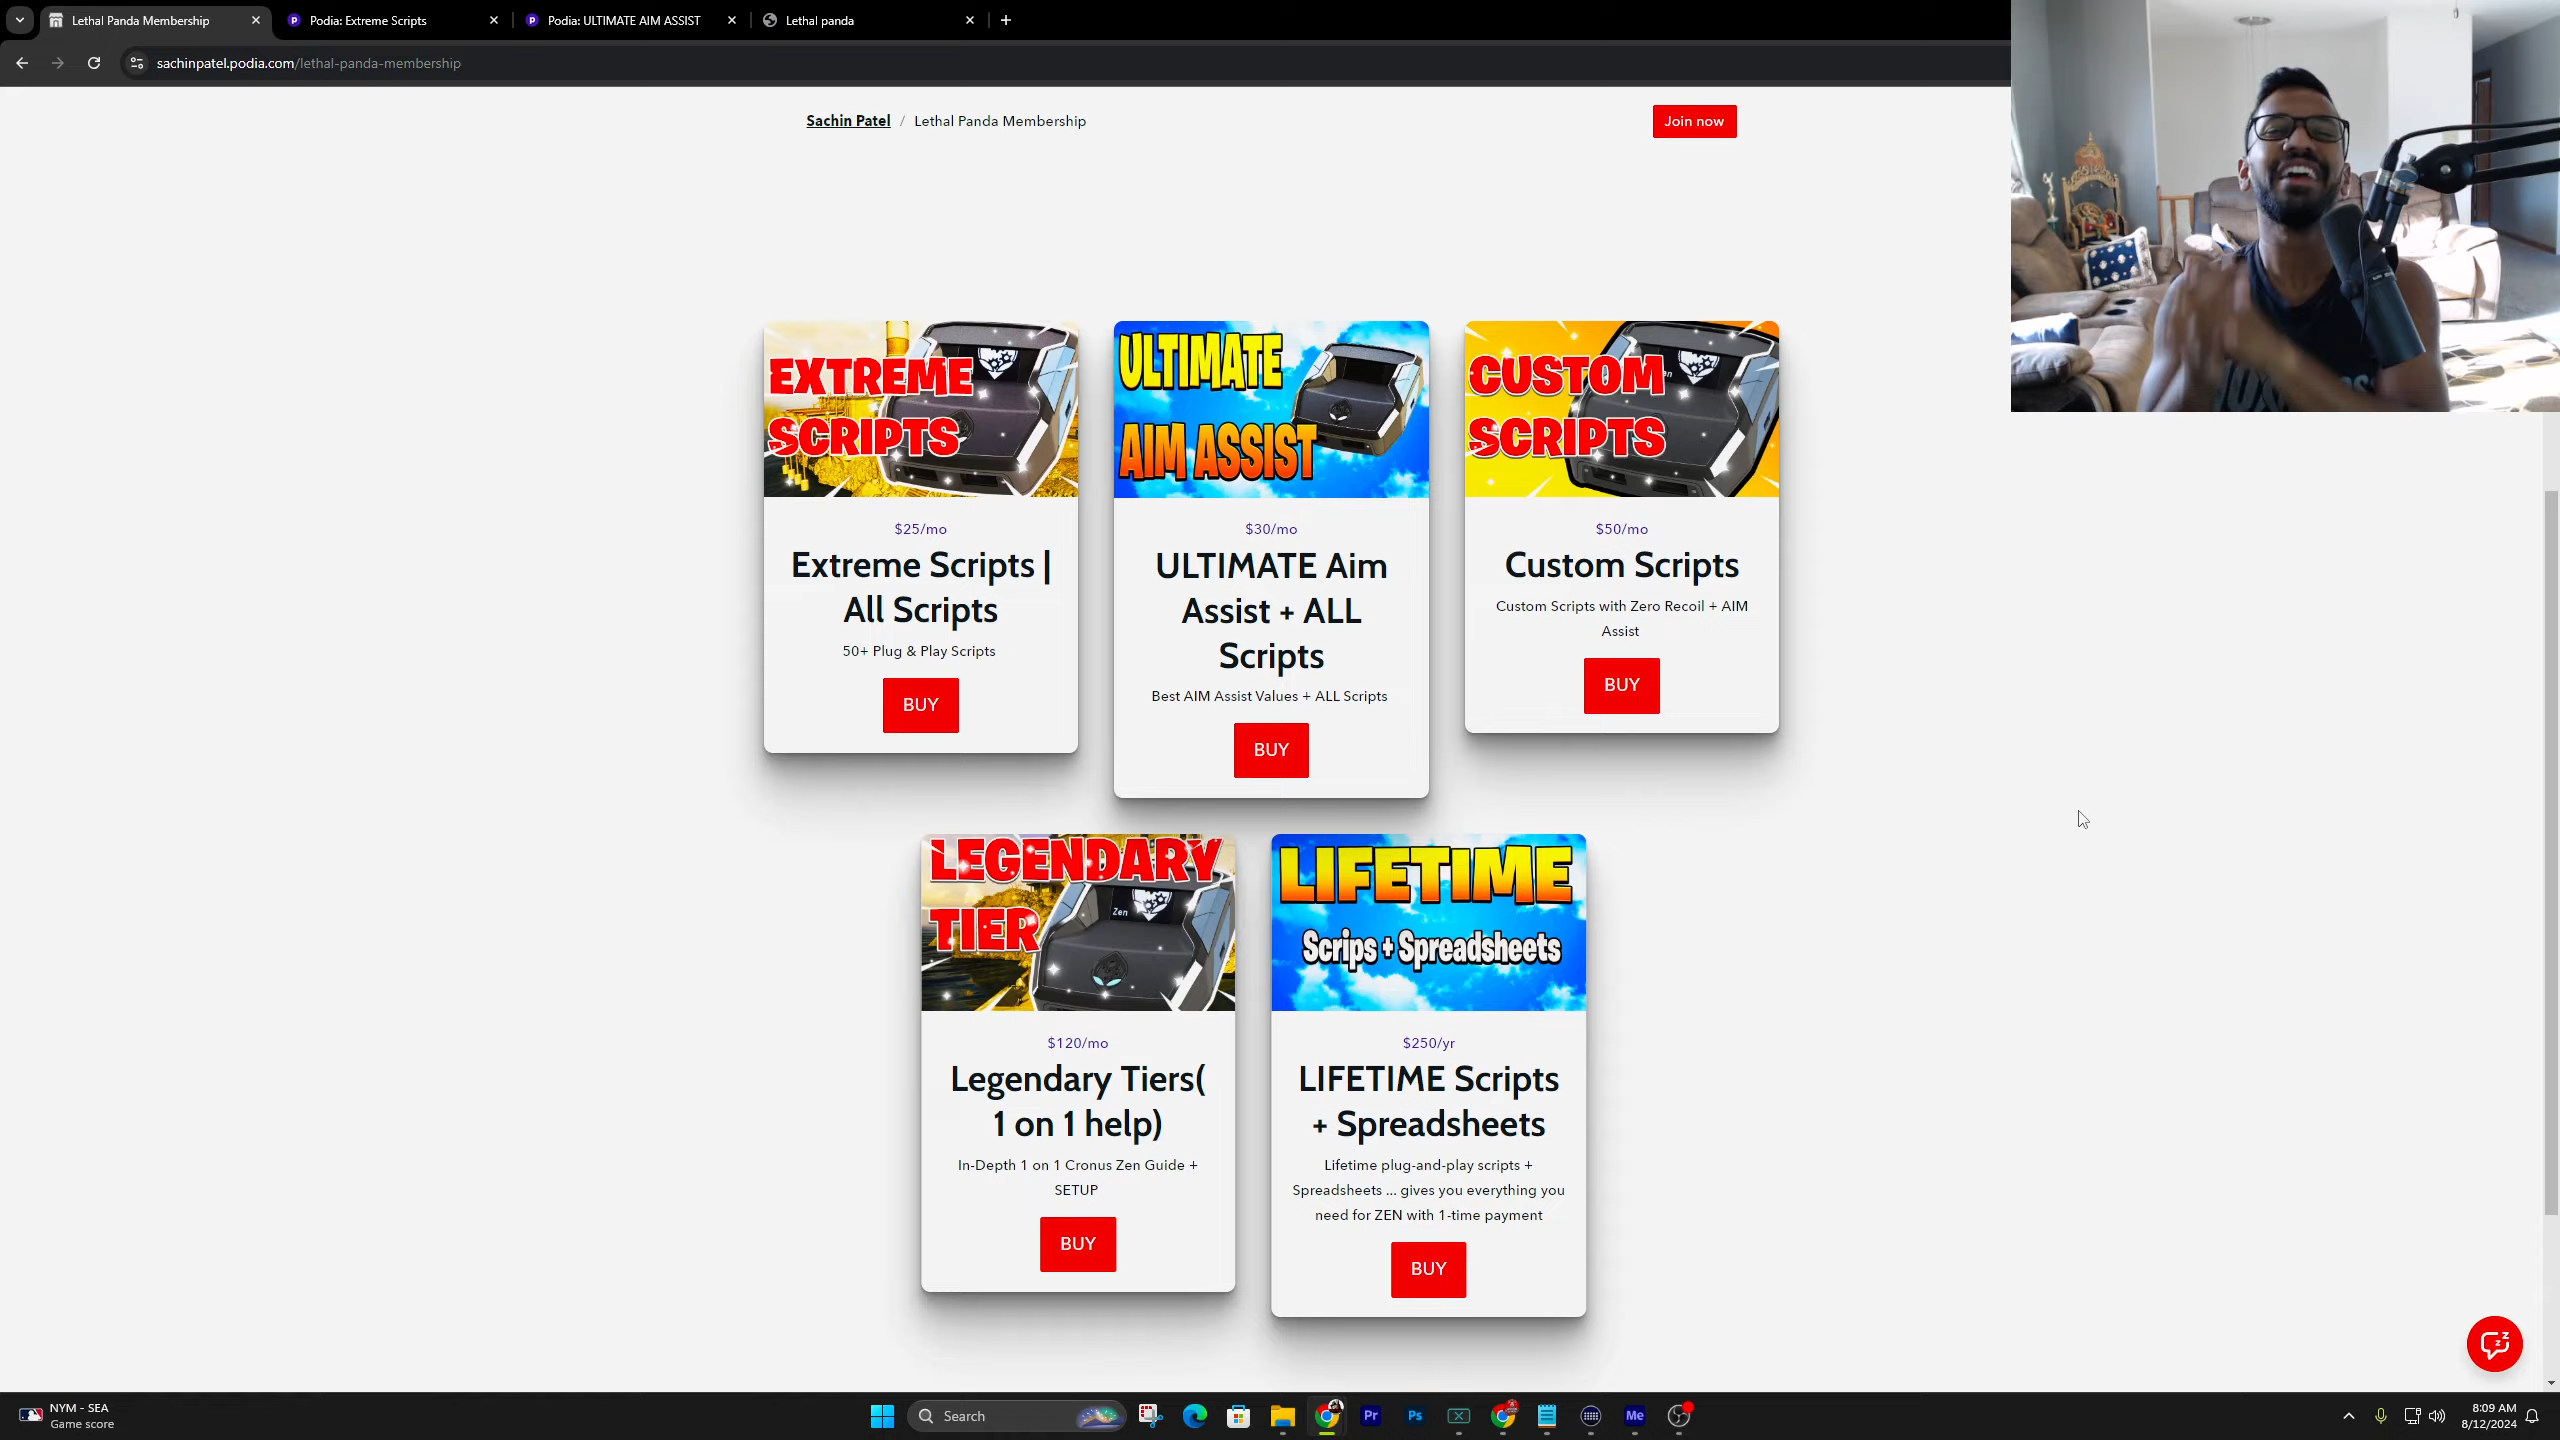 Lethal Panda Membership
Podia: Extreme Scripts
Podia: ULTIMATE AIM ASSIST
Lethal panda
sachinpatel.podia.com/lethal-panda-membership
Sachin Patel / Lethal Panda Membership
Join now
EXTREME
SCRIPTS
$25/mo
Extreme Scripts |
All Scripts
50+ Plug & Play Scripts
BUY
ULTIMATE
AIM ASSIST
$30/mo
ULTIMATE Aim
Assist + ALL
Scripts
Best AIM Assist Values + ALL Scripts
BUY
CUSTOM
SCRIPTS
$50/mo
Custom Scripts
Custom Scripts with Zero Recoil + AIM
Assist
BUY
LEGENDARY
TIER
Zen
$120/mo
Legendary Tiers(
1 on 1 help)
In-Depth 1 on 1 Cronus Zen Guide +
SETUP
BUY
LIFETIME
Scrips + Spreadsheets
$250/yr
LIFETIME Scripts
+ Spreadsheets
Lifetime plug-and-play scripts +
Spreadsheets ... gives you everything you
need for ZEN with 1-time payment
BUY
NYM - SEA
Game score
Search
Pr
Ps
Me
8:09 AM
8/12/2024